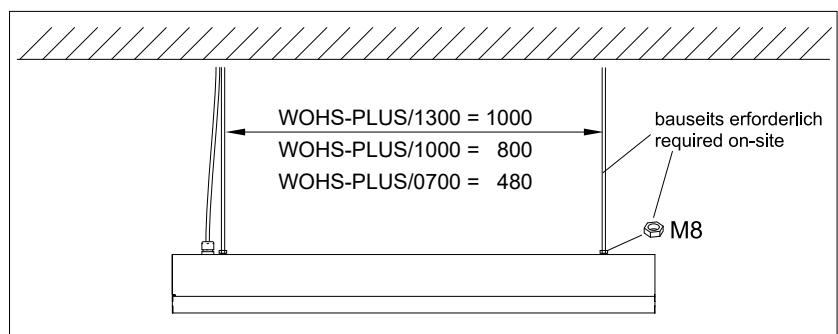 WOHS-PLUS/1300 = 1000
WOHS-PLUS/1000 = 800
WOHS-PLUS/0700 = 480
bauseits erforderlich
required on-site
M8